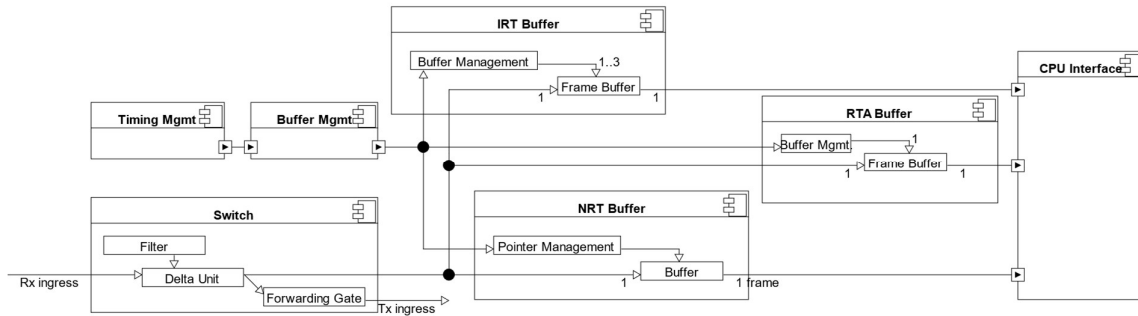 IRT Buffer
Buffer Management
1..3
Frame Buffer
1
1
CPU Interface
Timing Mgmt
Buffer Mgmt
RTA Buffer
Buffer Mgmt.
1
Frame Buffer
1
1
Switch
Filter
Rx ingress
Delta Unit
Forwarding Gate
Tx ingress
NRT Buffer
Pointer Management
Buffer
1
1 frame